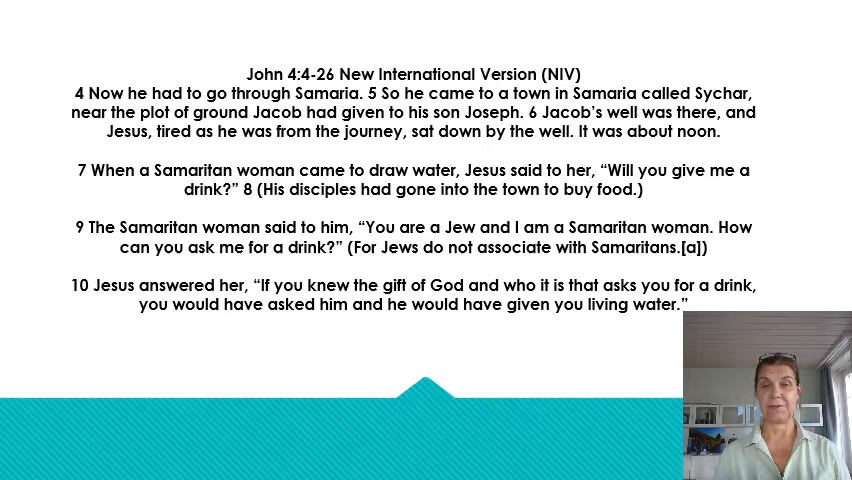 John 4:4-26 New International Version (NIV)
4 Now he had to go through Samaria. 5 So he came to a town in Samaria called Sychar,
near the plot of ground Jacob had given to his son Joseph. 6 Jacob’s well was there, and
Jesus, tired as he was from the journey, sat down by the well. It was about noon.
7 When a Samaritan woman came to draw water, Jesus said to her, “Will you give me a
drink?” 8 (His disciples had gone into the town to buy food.)
9 The Samaritan woman said to him, “You are a Jew and I am a Samaritan woman. How
can you ask me for a drink?” (For Jews do not associate with Samaritans.[a])
10 Jesus answered her, “If you knew the gift of God and who it is that asks you for a drink,
you would have asked him and he would have given you living water.”